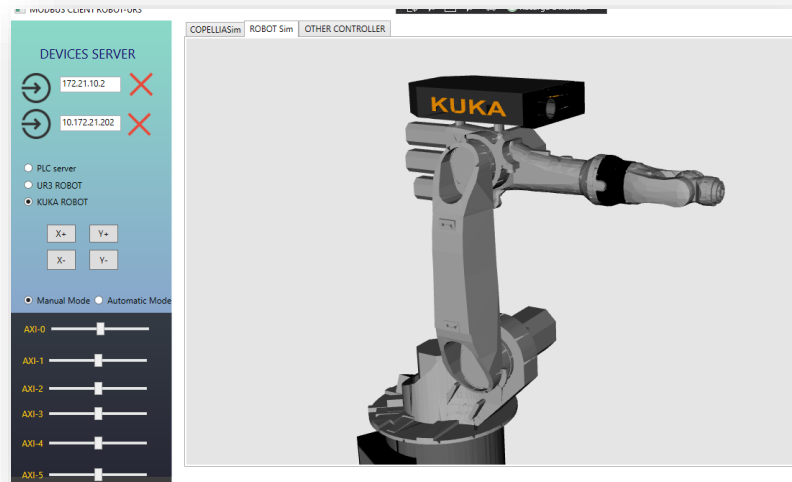 MODBUS CLIENT ROBOT-UR3
COPELLIASim
ROBOT Sim
OTHER CONTROLLER
DEVICES SERVER
172.21.10.2
10.172.21.202
PLC server
UR3 ROBOT
KUKA ROBOT
X+ Y+
X- Y-
Manual Mode Automatic Mode
AXI-0
AXI-1
AXI-2
AXI-3
AXI-4
AXI-5
KUKA